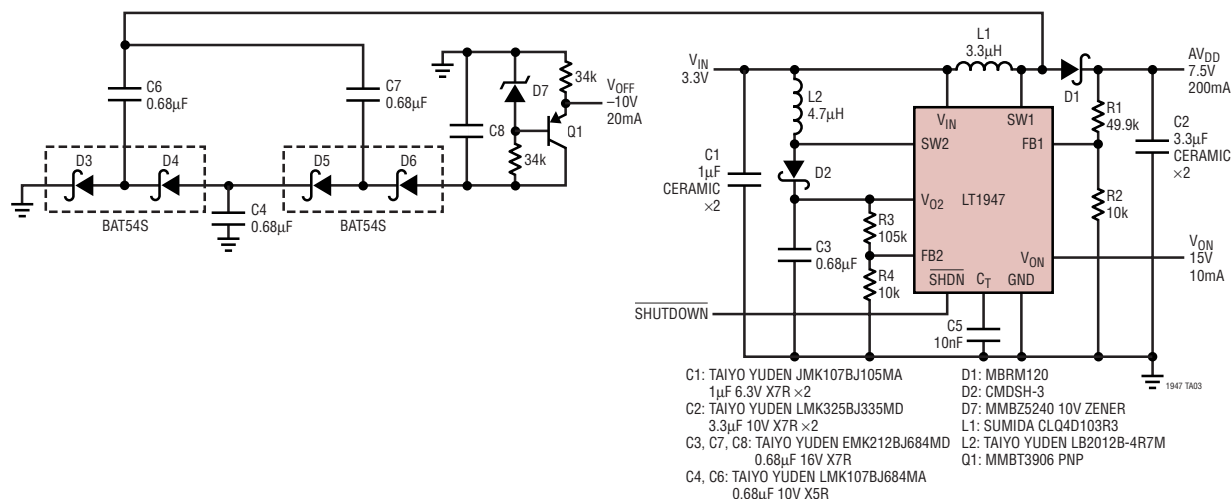 C6
0.68µF
C7
0.68µF
D7
34k
V_OFF
–10V
20mA
C8
Q1
34k
D3
D4
D5
D6
BAT54S
C4
0.68µF
BAT54S
V_IN
3.3V
L1
3.3µH
D1
AV_DD
7.5V
200mA
L2
4.7µH
V_IN
SW1
R1
49.9k
C2
3.3µF
CERAMIC
×2
SW2
FB1
C1
1µF
CERAMIC
×2
D2
R2
10k
V_O2
LT1947
R3
105k
C3
0.68µF
FB2
V_ON
V_ON
15V
10mA
R4
10k
SHDN
C_T
GND
SHUTDOWN
C5
10nF
1947 TA03
C1: TAIYO YUDEN JMK107BJ105MA
1µF 6.3V X7R ×2
C2: TAIYO YUDEN LMK325BJ335MD
3.3µF 10V X7R ×2
C3, C7, C8: TAIYO YUDEN EMK212BJ684MD
0.68µF 16V X7R
C4, C6: TAIYO YUDEN LMK107BJ684MA
0.68µF 10V X5R
D1: MBRM120
D2: CMDSH-3
D7: MMBZ5240 10V ZENER
L1: SUMIDA CLQ4D103R3
L2: TAIYO YUDEN LB2012B-4R7M
Q1: MMBT3906 PNP